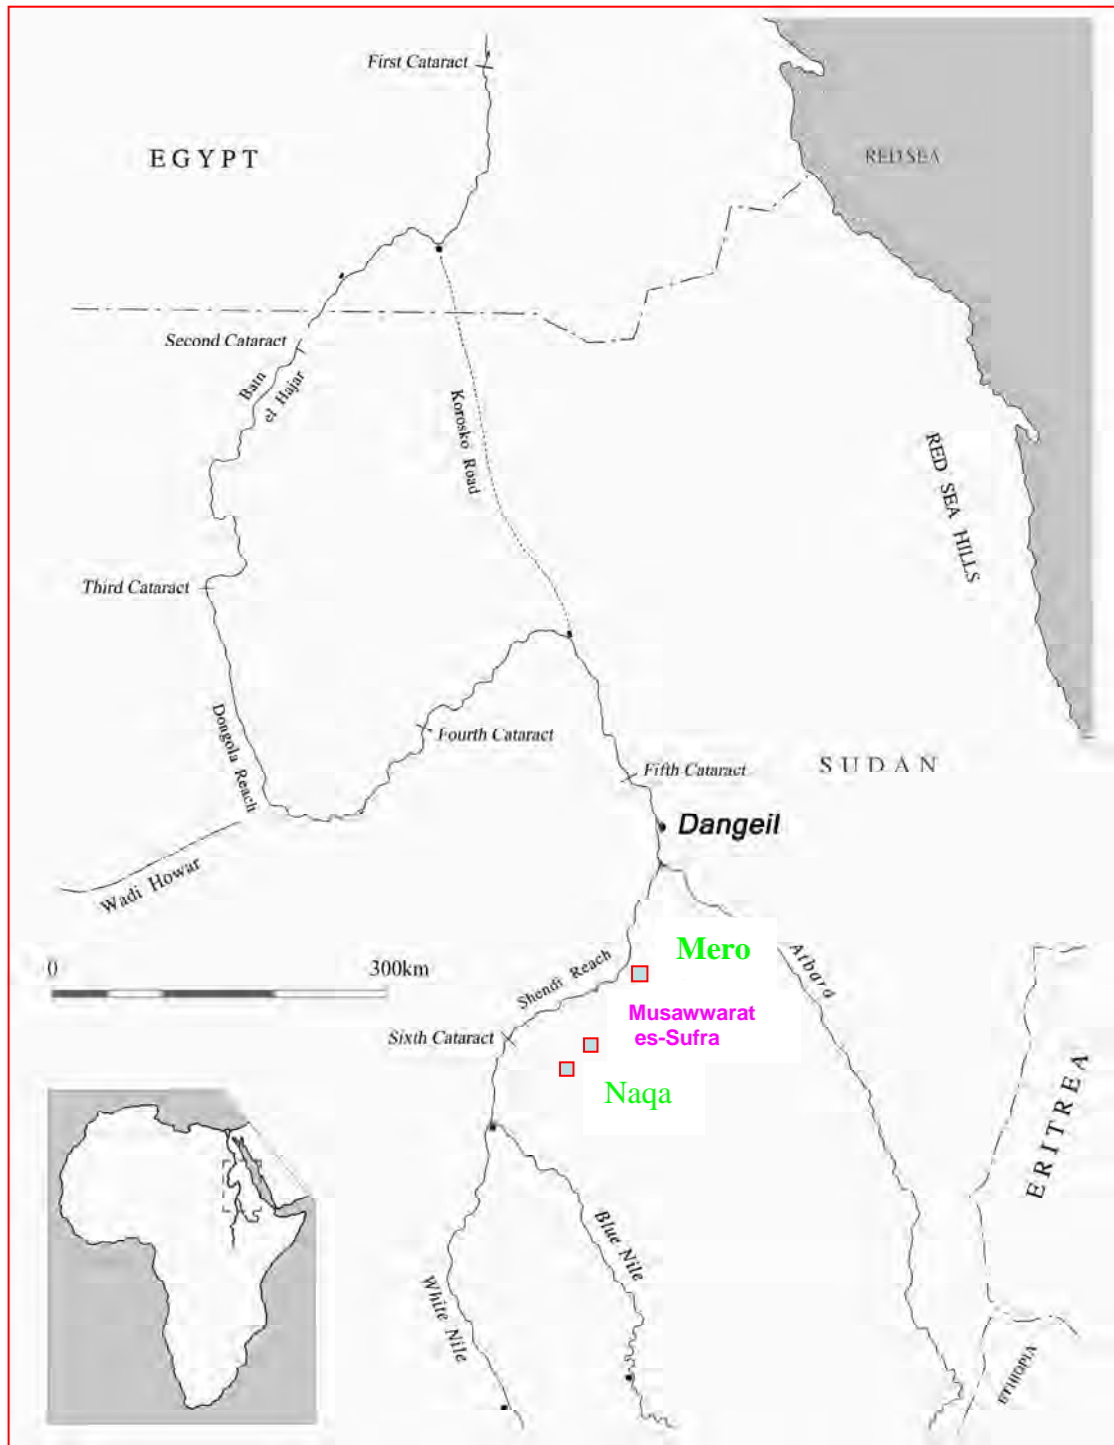 First Cataract
EGYPT
RED SEA
Second Cataract
Batn
el Hajar
Korosko Road
RED SEA HILLS
Third Cataract
Dongola Reach
Fourth Cataract
Fifth Cataract
SUDAN
Dangeil
Wadi Howar
Mero
0 300km
Shendi Reach
Atbara
Musawwarat
es-Sufra
Sixth Cataract
Naqa
ERITREA
Blue Nile
White Nile
ETHIOPIA